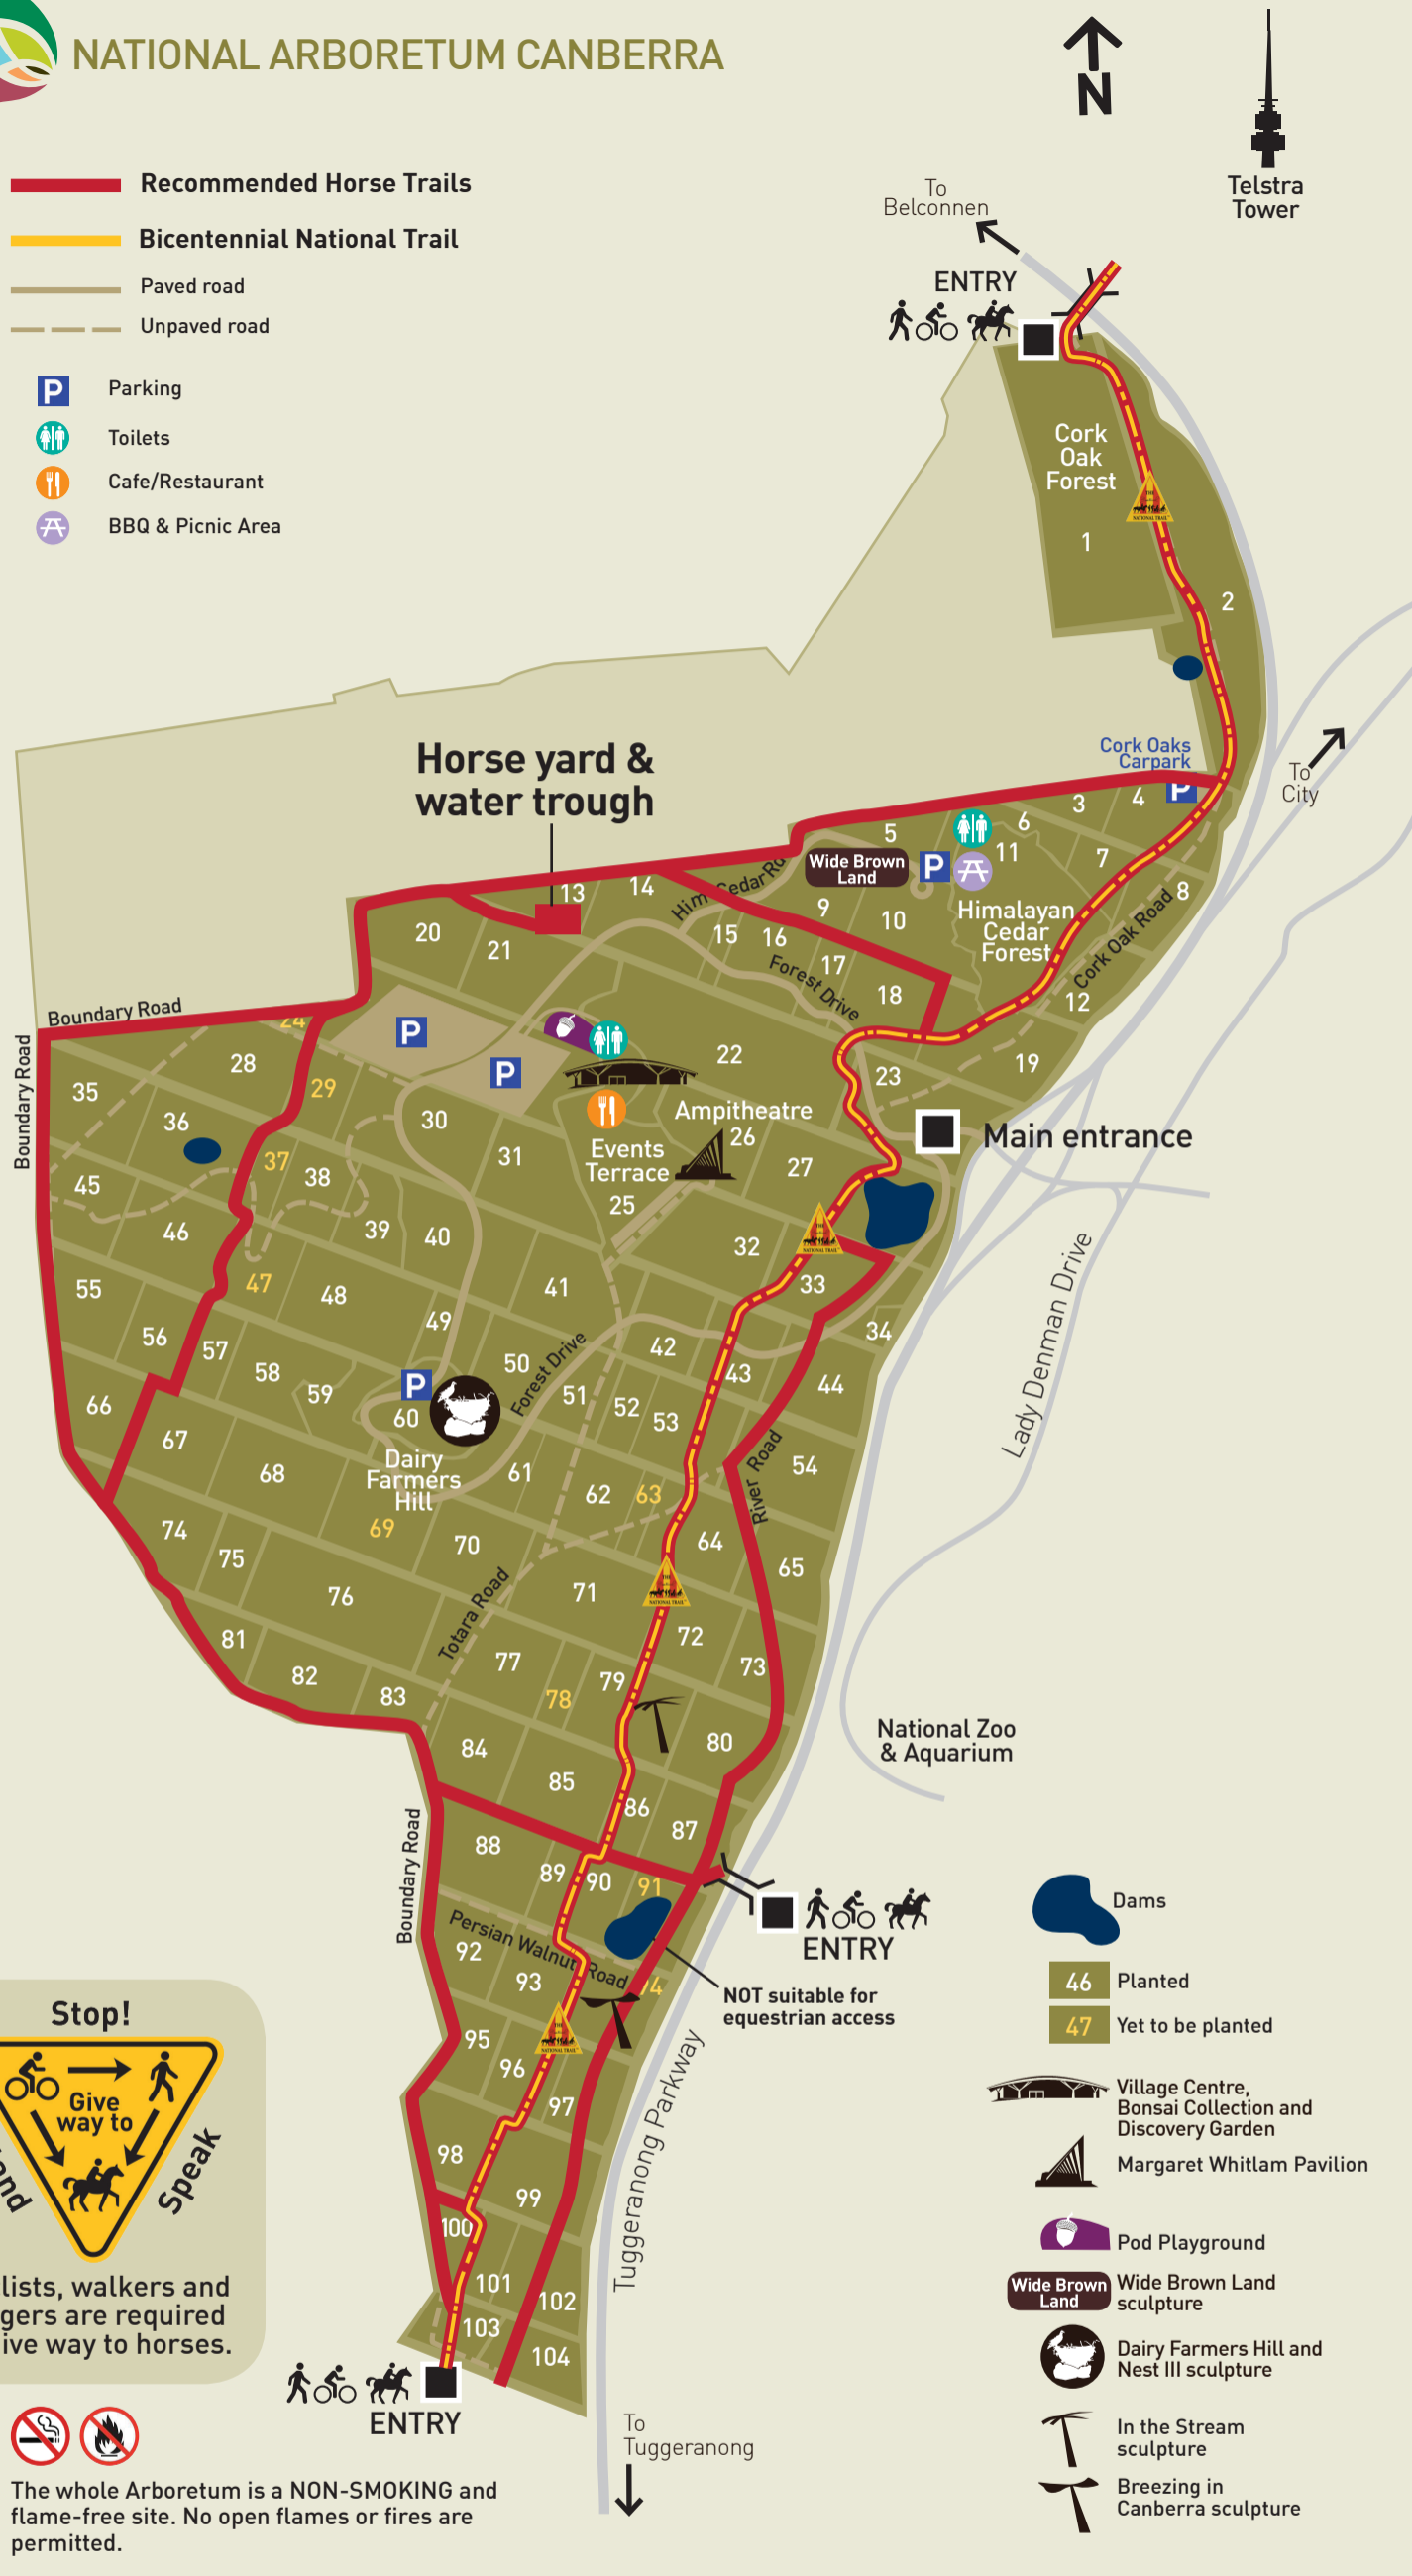 NATIONAL ARBORETUM CANBERRA
N
Telstra
Tower
Recommended Horse Trails
Bicentennial National Trail
Paved road
Unpaved road
P Parking
Toilets
Cafe/Restaurant
BBQ & Picnic Area
To
Belconnen
ENTRY
Cork
Oak
Forest
1
2
NATIONAL TRAIL
Horse yard &
water trough
Cork Oaks
Carpark
P
To
City
3
4
5
6
7
8
Wide Brown
Land
P
11
Himalayan
Cedar
Forest
9
10
Cork Oak Road
12
13
14
15
16
17
18
19
Forest Drive
20
21
22
23
Boundary Road
Boundary Road
24
28
29
P
P
30
31
35
36
37
38
39
40
Ampitheatre
26
27
Events
Terrace
25
Main entrance
32
33
34
NATIONAL TRAIL
41
42
43
44
45
46
47
48
49
50
51
52
53
54
55
56
57
58
59
P
60
Dairy
Farmers
Hill
Forest Drive
61
62
63
64
65
River Road
Lady Denman Drive
66
67
68
69
70
71
72
73
NATIONAL TRAIL
74
75
76
77
78
79
80
Totara Road
81
82
83
84
85
86
87
National Zoo
& Aquarium
Boundary Road
88
89
90
91
ENTRY
Persian Walnut Road
92
93
NOT suitable for
equestrian access
NATIONAL TRAIL
95
96
97
98
99
100
101
102
103
104
Tuggeranong Parkway
ENTRY
To
Tuggeranong
Dams
46 Planted
47 Yet to be planted
Village Centre,
Bonsai Collection and
Discovery Garden
Margaret Whitlam Pavilion
Pod Playground
Wide Brown
Land
Wide Brown Land
sculpture
Dairy Farmers Hill and
Nest III sculpture
In the Stream
sculpture
Breezing in
Canberra sculpture
Stop!
Give
way to
Speak
lists, walkers and
gers are required
ive way to horses.
The whole Arboretum is a NON-SMOKING and
flame-free site. No open flames or fires are
permitted.